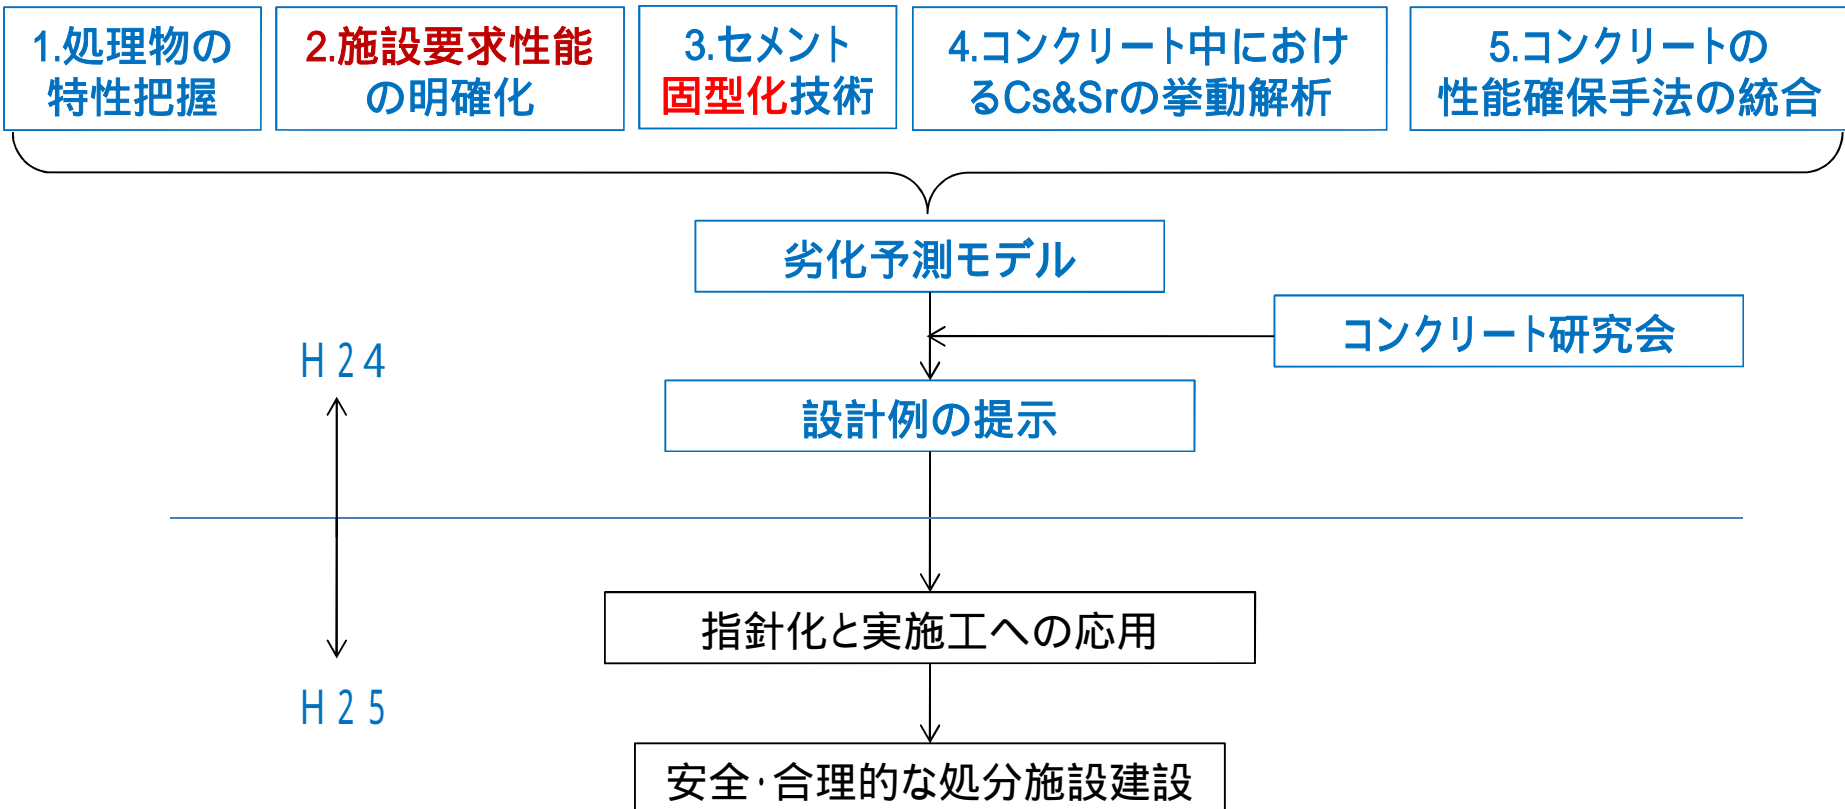 1.処理物の
特性把握
2.施設要求性能
の明確化
3.セメント
固型化技術
4.コンクリート中におけ
るCs&Srの挙動解析
5.コンクリートの
性能確保手法の統合
劣化予測モデル
コンクリート研究会
H24
設計例の提示
指針化と実施工への応用
H25
安全・合理的な処分施設建設